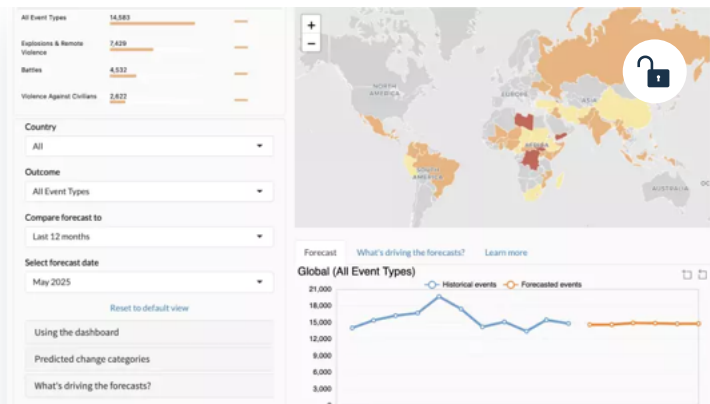 All Event Types 14,583
Explosions & Remote
Violence
7,429
Battles 4,532
Violence Against Civilians 2,622
Country
All
Outcome
All Event Types
Compare forecast to
Last 12 months
Select forecast date
May 2025
Reset to default view
Using the dashboard
Predicted change categories
What's driving the forecasts?
+
−
NORTH
AMERICA
EUROPE
ASIA
AFRICA
SOUTH
AMERICA
AUSTRALIA
OC
Forecast What's driving the forecasts? Learn more
Global (All Event Types)
Historical events Forecasted events
21,000
18,000
15,000
12,000
9,000
6,000
3,000